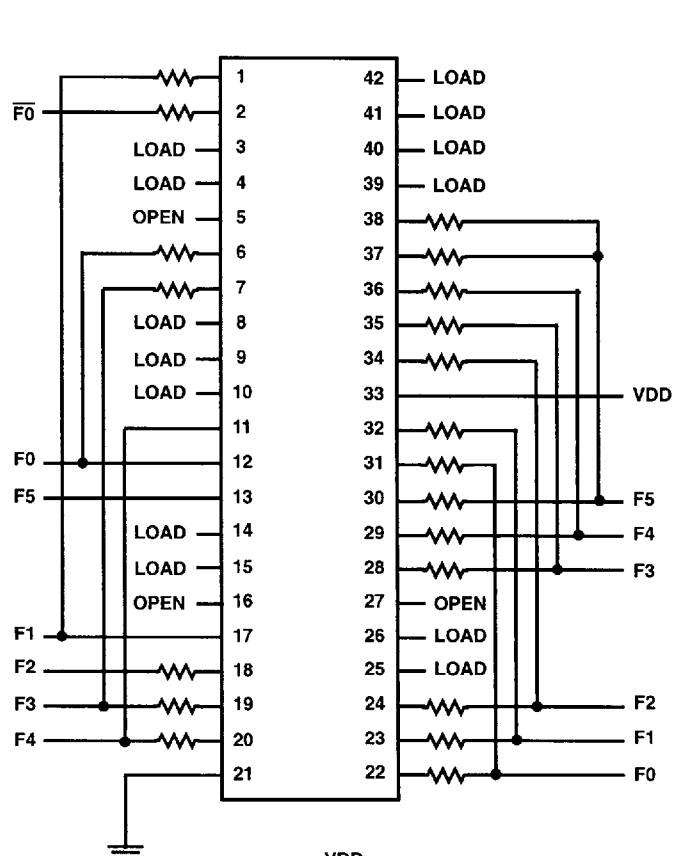 1 42 LOAD
F̅0̅ 2 41 LOAD
LOAD 3 40 LOAD
LOAD 4 39 LOAD
OPEN 5 38
6 37
7 36
LOAD 8 35
LOAD 9 34
LOAD 10 33 VDD
11 32
F0 12 31
F5 13 30 F5
LOAD 14 29 F4
LOAD 15 28 F3
OPEN 16 27 OPEN
F1 17 26 LOAD
F2 18 25 LOAD
F3 19 24 F2
F4 20 23 F1
21 22 F0
VDD